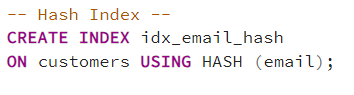 -- Hash Index --
CREATE INDEX idx_email_hash
ON customers USING HASH (email);